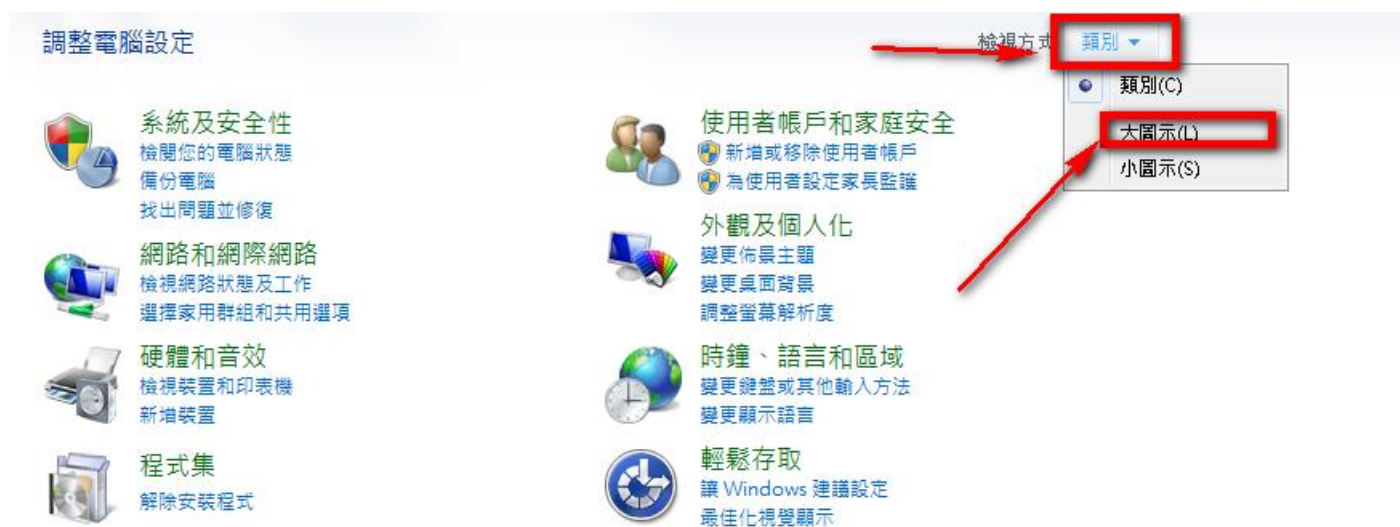 調整電腦設定
檢視方式
類別
類別(C)
大圖示(L)
小圖示(S)
系統及安全性
檢閱您的電腦狀態
備份電腦
找出問題並修復
網路和網際網路
檢視網路狀態及工作
選擇家用群組和共用選項
硬體和音效
檢視裝置和印表機
新增裝置
程式集
解除安裝程式
使用者帳戶和家庭安全
新增或移除使用者帳戶
為使用者設定家長監護
外觀及個人化
變更佈景主題
變更桌面背景
調整螢幕解析度
時鐘、語言和區域
變更鍵盤或其他輸入方法
變更顯示語言
輕鬆存取
讓 Windows 建議設定
最佳化視覺顯示